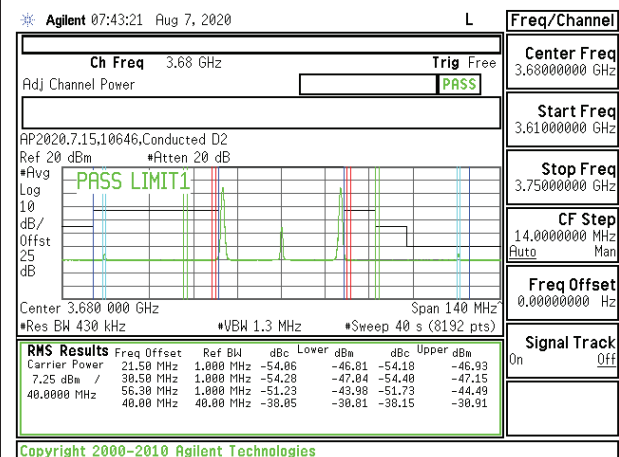 Agilent 07:43:21 Aug 7, 2020 L
Freq/Channel
Ch Freq 3.68 GHz Trig Free
Adj Channel Power PASS
Center Freq
3.68000000 GHz
Start Freq
3.61000000 GHz
Stop Freq
3.75000000 GHz
CF Step
14.0000000 MHz
Auto Man
Freq Offset
0.00000000 Hz
Signal Track
On Off
AP2020.7.15,10646,Conducted D2
Ref 20 dBm #Atten 20 dB
#Avg
Log
10
dB/
Offst
25
dB
PASS LIMIT1
Center 3.680 000 GHz Span 140 MHz^
#Res BW 430 kHz #VBW 1.3 MHz #Sweep 40 s (8192 pts)
RMS Results Freq Offset Ref BW dBc Lower dBm dBc Upper dBm
Carrier Power 21.50 MHz 1.000 MHz -54.06 -46.81 -54.18 -46.93
7.25 dBm / 30.50 MHz 1.000 MHz -54.28 -47.04 -54.40 -47.15
40.0000 MHz 56.30 MHz 1.000 MHz -51.23 -43.98 -51.73 -44.49
40.00 MHz 40.00 MHz -38.05 -30.81 -38.15 -30.91
Copyright 2000-2010 Agilent Technologies